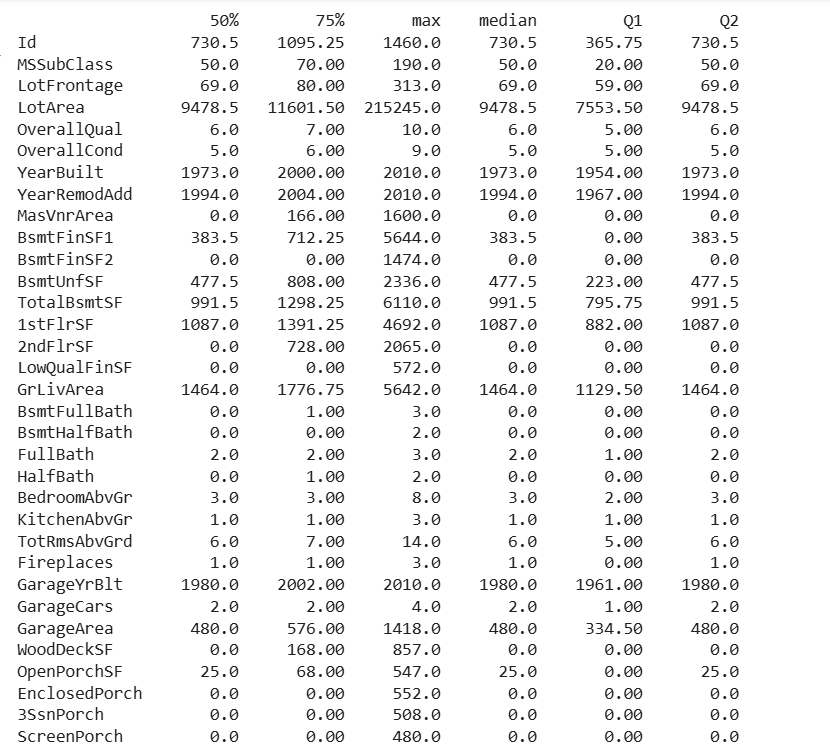 50% 75% max median Q1 Q2
Id 730.5 1095.25 1460.0 730.5 365.75 730.5
MSSubClass 50.0 70.00 190.0 50.0 20.00 50.0
LotFrontage 69.0 80.00 313.0 69.0 59.00 69.0
LotArea 9478.5 11601.50 215245.0 9478.5 7553.50 9478.5
OverallQual 6.0 7.00 10.0 6.0 5.00 6.0
OverallCond 5.0 6.00 9.0 5.0 5.00 5.0
YearBuilt 1973.0 2000.00 2010.0 1973.0 1954.00 1973.0
YearRemodAdd 1994.0 2004.00 2010.0 1994.0 1967.00 1994.0
MasVnrArea 0.0 166.00 1600.0 0.0 0.00 0.0
BsmtFinSF1 383.5 712.25 5644.0 383.5 0.00 383.5
BsmtFinSF2 0.0 0.00 1474.0 0.0 0.00 0.0
BsmtUnfSF 477.5 808.00 2336.0 477.5 223.00 477.5
TotalBsmtSF 991.5 1298.25 6110.0 991.5 795.75 991.5
1stFlrSF 1087.0 1391.25 4692.0 1087.0 882.00 1087.0
2ndFlrSF 0.0 728.00 2065.0 0.0 0.00 0.0
LowQualFinSF 0.0 0.00 572.0 0.0 0.00 0.0
GrLivArea 1464.0 1776.75 5642.0 1464.0 1129.50 1464.0
BsmtFullBath 0.0 1.00 3.0 0.0 0.00 0.0
BsmtHalfBath 0.0 0.00 2.0 0.0 0.00 0.0
FullBath 2.0 2.00 3.0 2.0 1.00 2.0
HalfBath 0.0 1.00 2.0 0.0 0.00 0.0
BedroomAbvGr 3.0 3.00 8.0 3.0 2.00 3.0
KitchenAbvGr 1.0 1.00 3.0 1.0 1.00 1.0
TotRmsAbvGrd 6.0 7.00 14.0 6.0 5.00 6.0
Fireplaces 1.0 1.00 3.0 1.0 0.00 1.0
GarageYrBlt 1980.0 2002.00 2010.0 1980.0 1961.00 1980.0
GarageCars 2.0 2.00 4.0 2.0 1.00 2.0
GarageArea 480.0 576.00 1418.0 480.0 334.50 480.0
WoodDeckSF 0.0 168.00 857.0 0.0 0.00 0.0
OpenPorchSF 25.0 68.00 547.0 25.0 0.00 25.0
EnclosedPorch 0.0 0.00 552.0 0.0 0.00 0.0
3SsnPorch 0.0 0.00 508.0 0.0 0.00 0.0
ScreenPorch 0.0 0.00 480.0 0.0 0.00 0.0